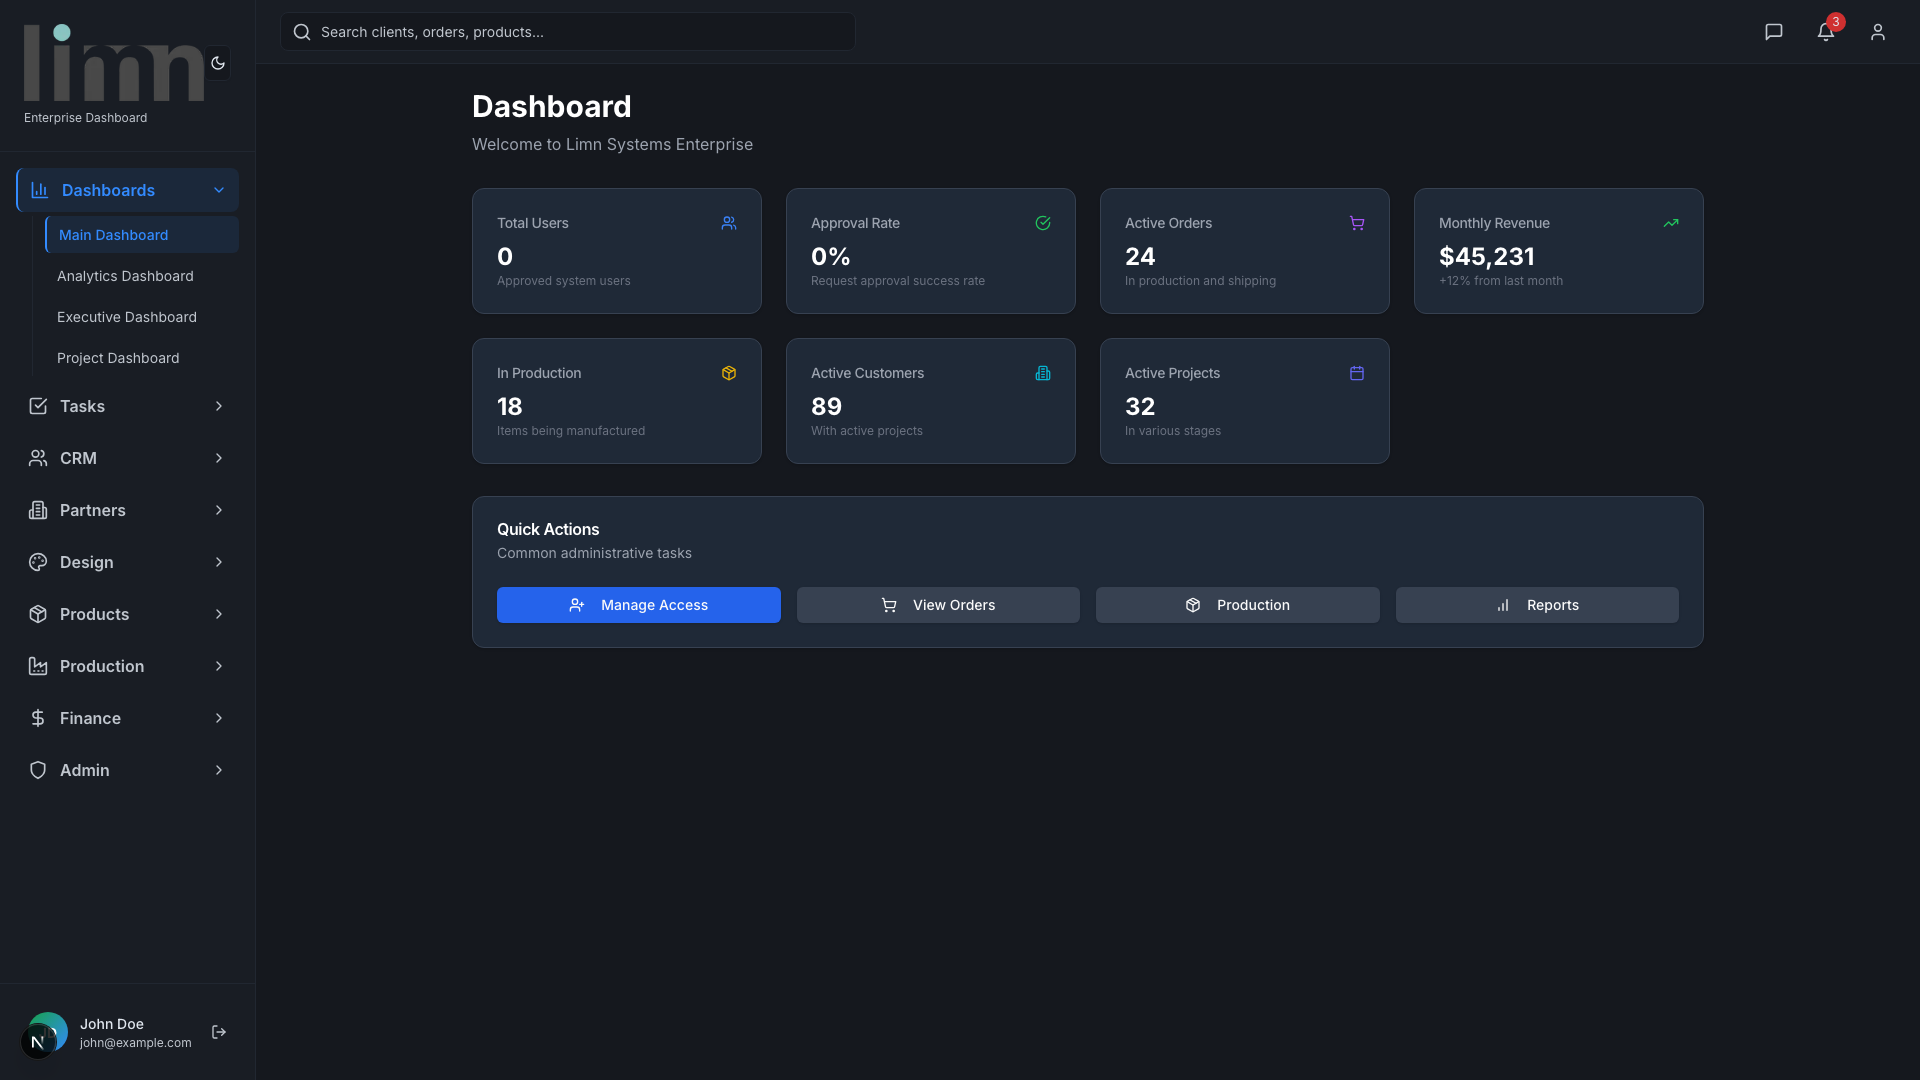 limn
Enterprise Dashboard
Search clients, orders, products...
3
Dashboards
Main Dashboard
Analytics Dashboard
Executive Dashboard
Project Dashboard
Tasks
CRM
Partners
Design
Products
Production
Finance
Admin
John Doe
john@example.com
N
Dashboard
Welcome to Limn Systems Enterprise
Total Users
0
Approved system users
Approval Rate
0%
Request approval success rate
Active Orders
24
In production and shipping
Monthly Revenue
$45,231
+12% from last month
In Production
18
Items being manufactured
Active Customers
89
With active projects
Active Projects
32
In various stages
Quick Actions
Common administrative tasks
Manage Access
View Orders
Production
Reports